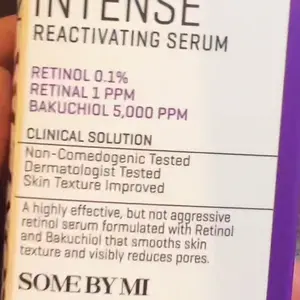 INTENSE
REACTIVATING SERUM
RETINOL 0.1%
RETINAL 1 PPM
BAKUCHIOL 5,000 PPM
CLINICAL SOLUTION
Non-Comedogenic Tested
Dermatologist Tested
Skin Texture Improved
A highly effective, but not aggressive
retinol serum formulated with Retinol
and Bakuchiol that smooths skin
texture and visibly reduces pores.
SOME BY MI